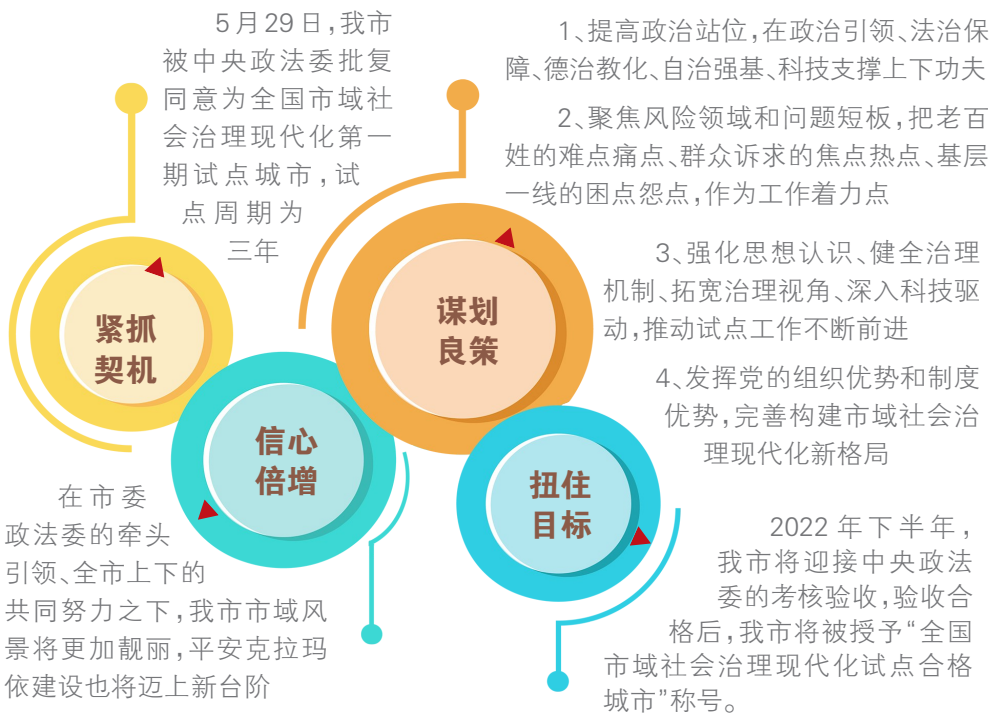 5月29日，我市
被中央政法委批复
同意为全国市域社
会治理现代化第一
期试点城市，试
点周期为
三年
紧抓
契机
信心
倍增
在市委
政法委的牵头
引领、全市上下的
共同努力之下，我市市域风
景将更加靓丽，平安克拉玛
依建设也将迈上新台阶
谋划
良策
1、提高政治站位，在政治引领、法治保
障、德治教化、自治强基、科技支撑上下功夫
2、聚焦风险领域和问题短板，把老百
姓的难点痛点、群众诉求的焦点热点、基层
一线的困点怨点，作为工作着力点
3、强化思想认识、健全治理
机制、拓宽治理视角、深入科技驱
动，推动试点工作不断前进
4、发挥党的组织优势和制度
优势，完善构建市域社会治
理现代化新格局
扭住
目标
2022年下半年，
我市将迎接中央政法
委的考核验收，验收合
格后，我市将被授予“全国
市域社会治理现代化试点合格
城市”称号。